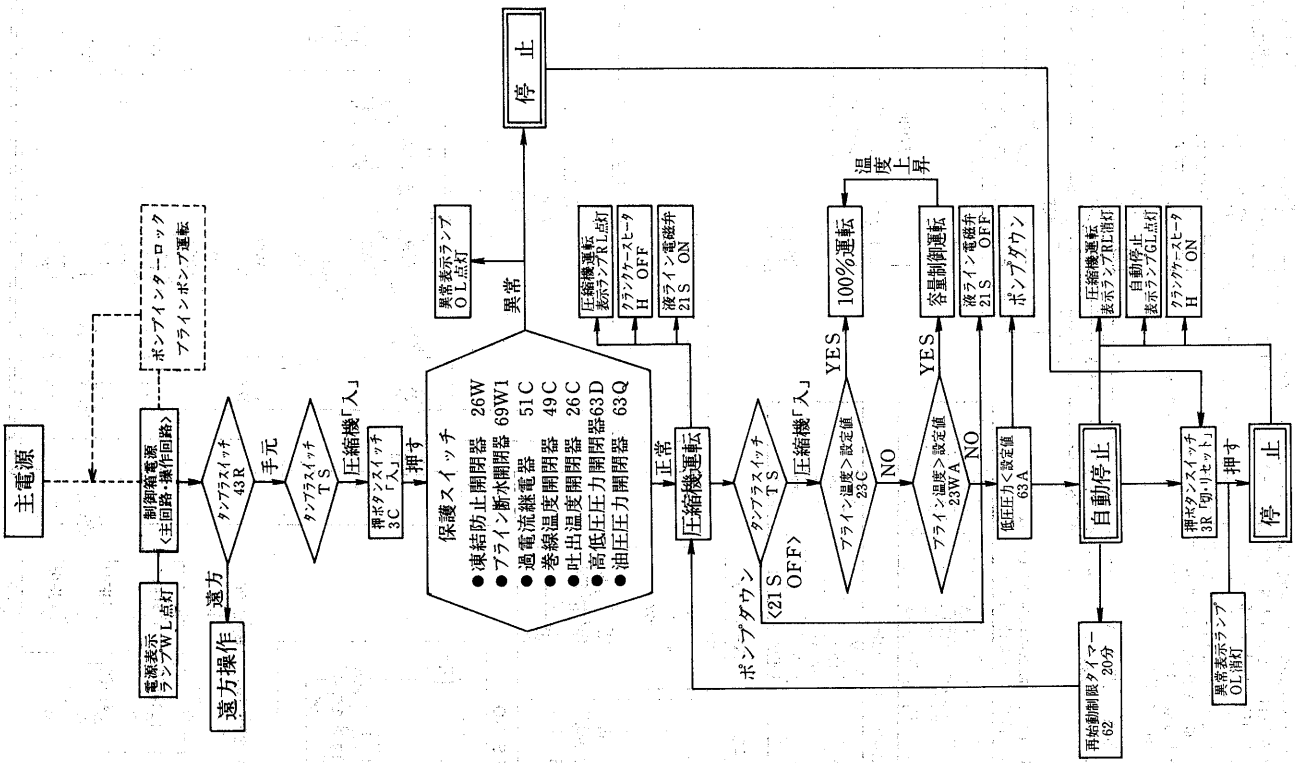 主電源
ポンプインターロック
ブラインポンプ運転
電源表示
ランプWL点灯
制御箱電源
<主回路・操作回路>
タンブラスイッチ
43R
遠方
遠方操作
手元
タンブラスイッチ
TS
圧縮機「入」
押ボタンスイッチ
3C「入」
押す
保護スイッチ
●凍結防止開閉器 26W
●ブライン断水開閉器 69W1
●過電流継電器 51C
●巻線温度開閉器 49C
●吐出温度開閉器 26C
●高低圧圧力開閉器63D
●油圧圧力開閉器 63Q
異常
異常表示ランプ
OL点灯
停止
正常
圧縮機運転
圧縮機運転
表示ランプRL点灯
クランクケースヒータ
H OFF
液ライン電磁弁
21S ON
タンブラスイッチ
TS
ポンプダウン
<21S
OFF>
圧縮機「入」
ブライン温度>設定値
23C
YES
100%運転
NO
温度上昇
ブライン温度>設定値
23WA
YES
容量制御運転
NO
液ライン電磁弁
21S OFF
ポンプダウン
低圧圧力<設定値
63A
自動停止
圧縮機運転
表示ランプRL消灯
自動停止
表示ランプGL点灯
クランクケースヒータ
H ON
再始動制限タイマー
62 20分
押ボタンスイッチ
3R「切・リセット」
押す
異常表示ランプ
OL消灯
停止